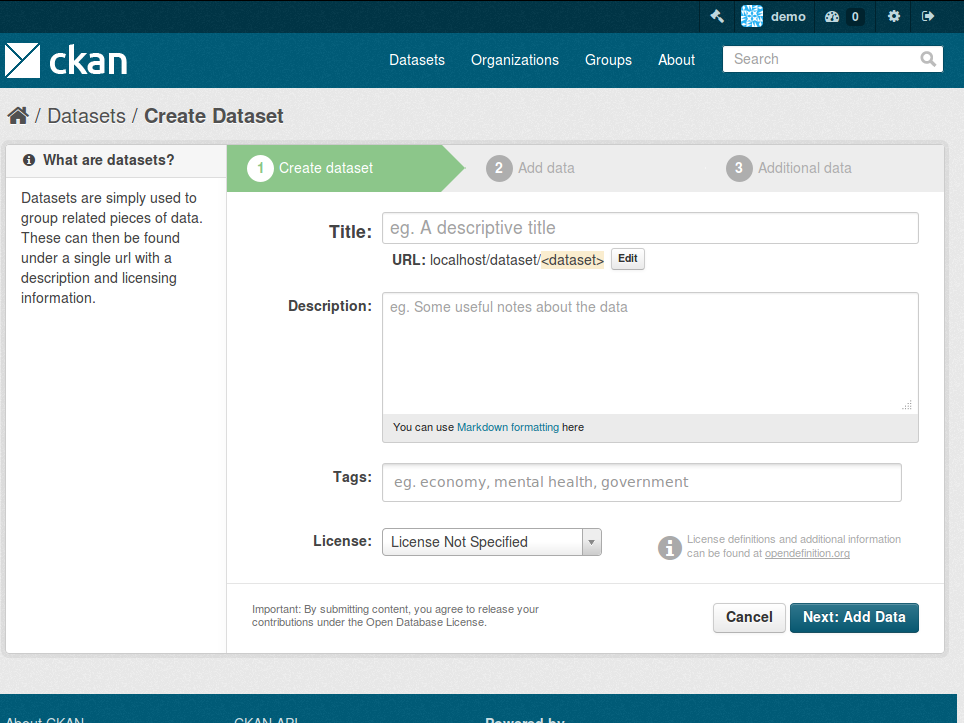 demo 0
ckan
Datasets Organizations Groups About Search
/ Datasets / Create Dataset
What are datasets?
Datasets are simply used to
group related pieces of data.
These can then be found
under a single url with a
description and licensing
information.
1 Create dataset 2 Add data 3 Additional data
Title: eg. A descriptive title
URL: localhost/dataset/<dataset> Edit
Description: eg. Some useful notes about the data
You can use Markdown formatting here
Tags: eg. economy, mental health, government
License: License Not Specified
License definitions and additional information
can be found at opendefinition.org
Important: By submitting content, you agree to release your
contributions under the Open Database License.
Cancel Next: Add Data
About CKAN CKAN API Powered by